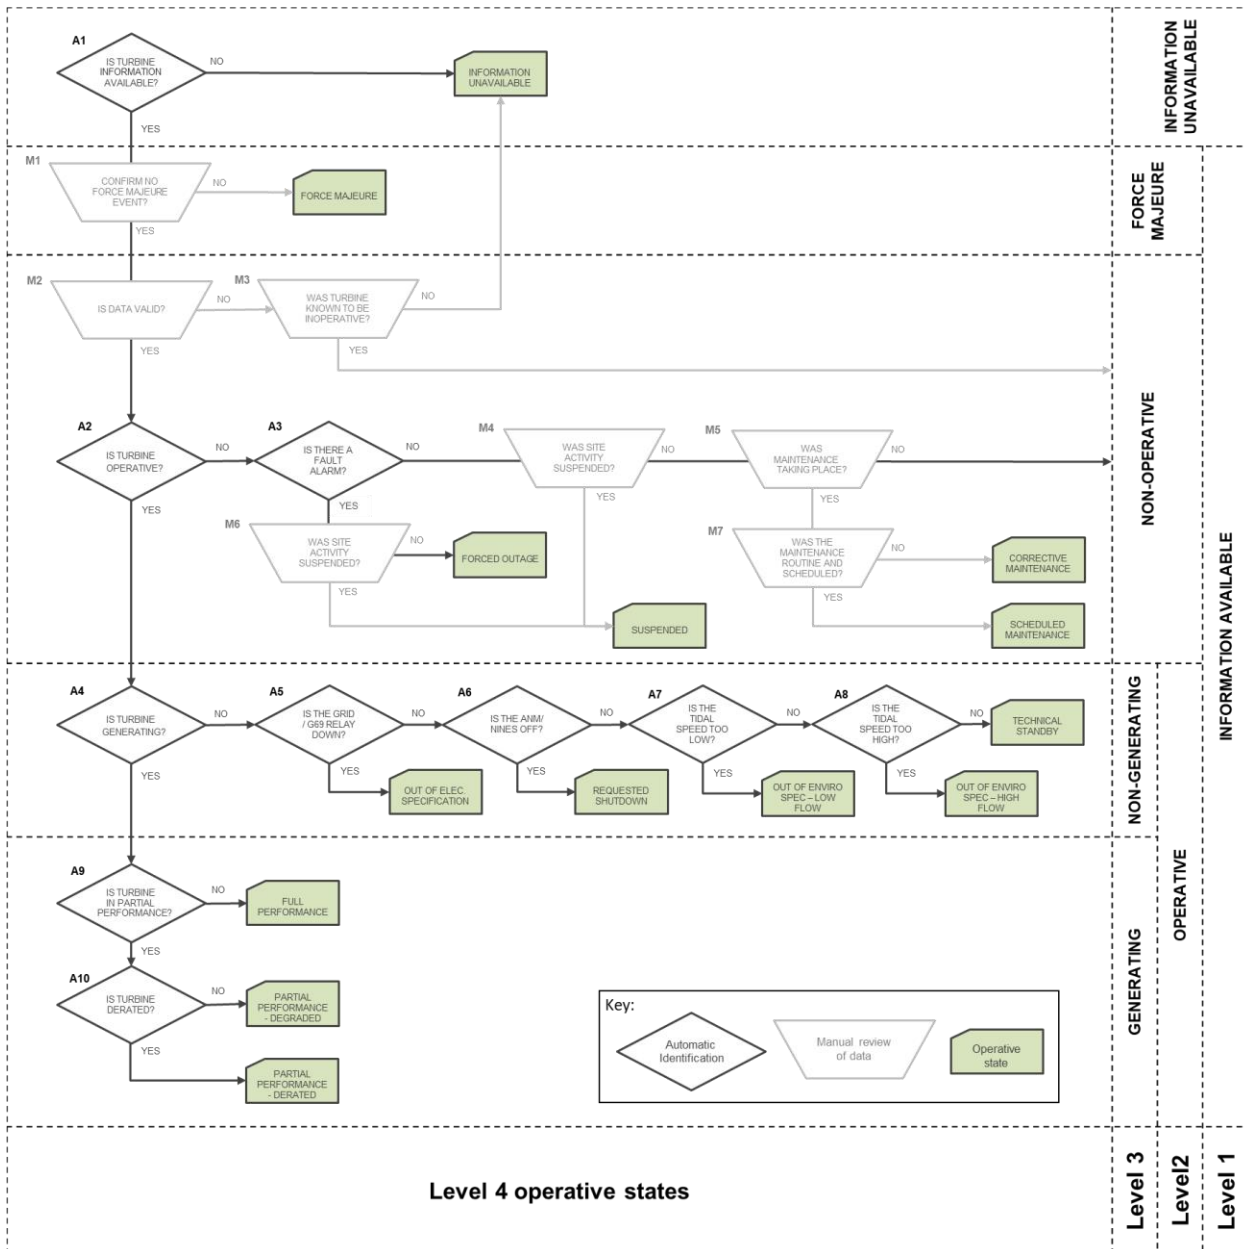 A1
IS TURBINE
INFORMATION
AVAILABLE?
NO
INFORMATION
UNAVAILABLE
YES
INFORMATION
UNAVAILABLE
M1
CONFIRM NO
FORCE MAJEURE
EVENT?
NO
FORCE MAJEURE
YES
FORCE
MAJEURE
M2
IS DATA VALID?
NO
M3
WAS TURBINE
KNOWN TO BE
INOPERATIVE?
NO
YES
YES
A2
IS TURBINE
OPERATIVE?
NO
A3
IS THERE A
FAULT
ALARM?
NO
M4
WAS SITE
ACTIVITY
SUSPENDED?
NO
M5
WAS
MAINTENANCE
TAKING PLACE?
NO
YES
YES
YES
YES
M6
WAS SITE
ACTIVITY
SUSPENDED?
NO
FORCED OUTAGE
YES
SUSPENDED
M7
WAS THE
MAINTENANCE
ROUTINE AND
SCHEDULED?
NO
CORRECTIVE
MAINTENANCE
YES
SCHEDULED
MAINTENANCE
NON-OPERATIVE
INFORMATION AVAILABLE
A4
IS TURBINE
GENERATING?
NO
A5
IS THE GRID
/ G69 RELAY
DOWN?
NO
A6
IS THE ANM/
NINES OFF?
NO
A7
IS THE
TIDAL
SPEED TOO
LOW?
NO
A8
IS THE
TIDAL
SPEED TOO
HIGH?
NO
TECHNICAL
STANDBY
YES
YES
OUT OF ELEC.
SPECIFICATION
YES
REQUESTED
SHUTDOWN
YES
OUT OF ENVIRO
SPEC – LOW
FLOW
YES
OUT OF ENVIRO
SPEC – HIGH
FLOW
NON-GENERATING
OPERATIVE
A9
IS TURBINE
IN PARTIAL
PERFORMANCE?
NO
FULL
PERFORMANCE
YES
A10
IS TURBINE
DERATED?
NO
PARTIAL
PERFORMANCE
- DEGRADED
YES
PARTIAL
PERFORMANCE
- DERATED
GENERATING
Key:
Automatic
Identification
Manual review
of data
Operative
state
Level 4 operative states
Level 3
Level2
Level 1